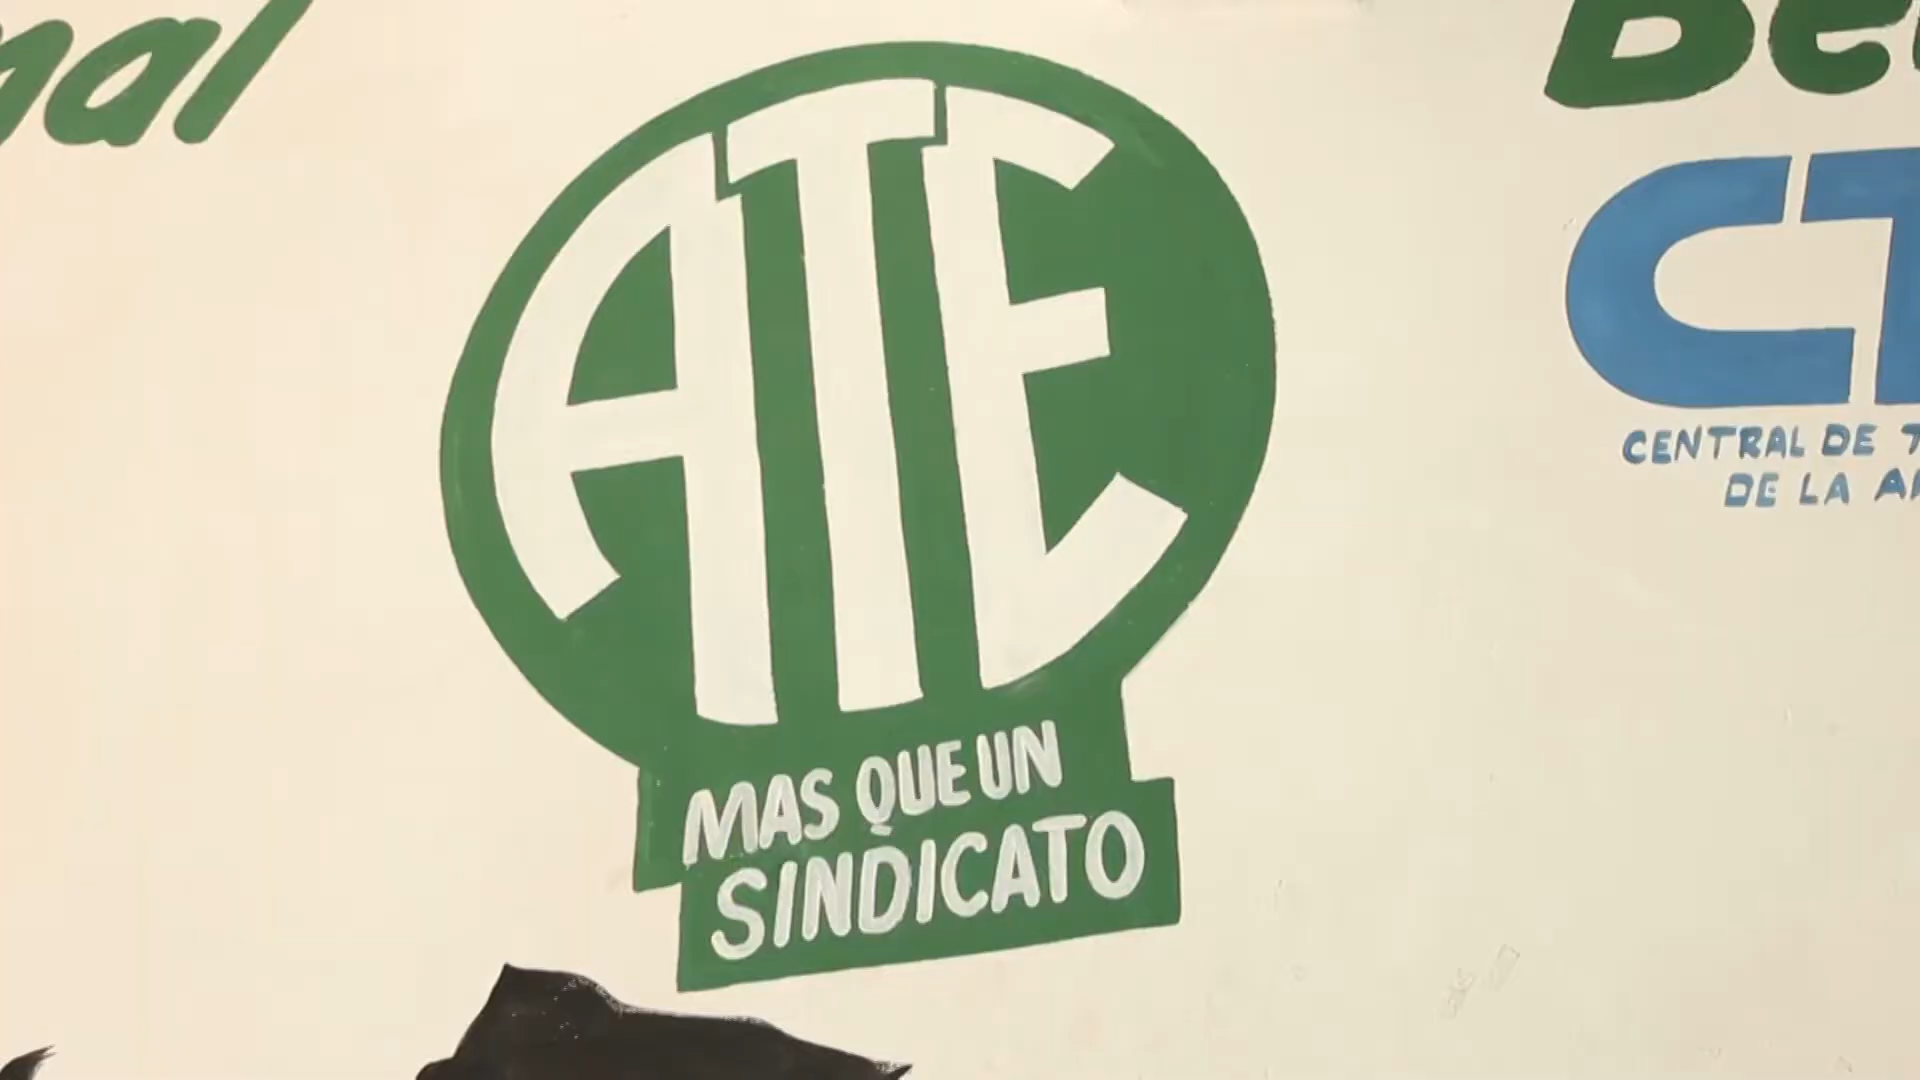 ATE
MAS QUE UN
SINDICATO
CENTRAL DE
DE LA